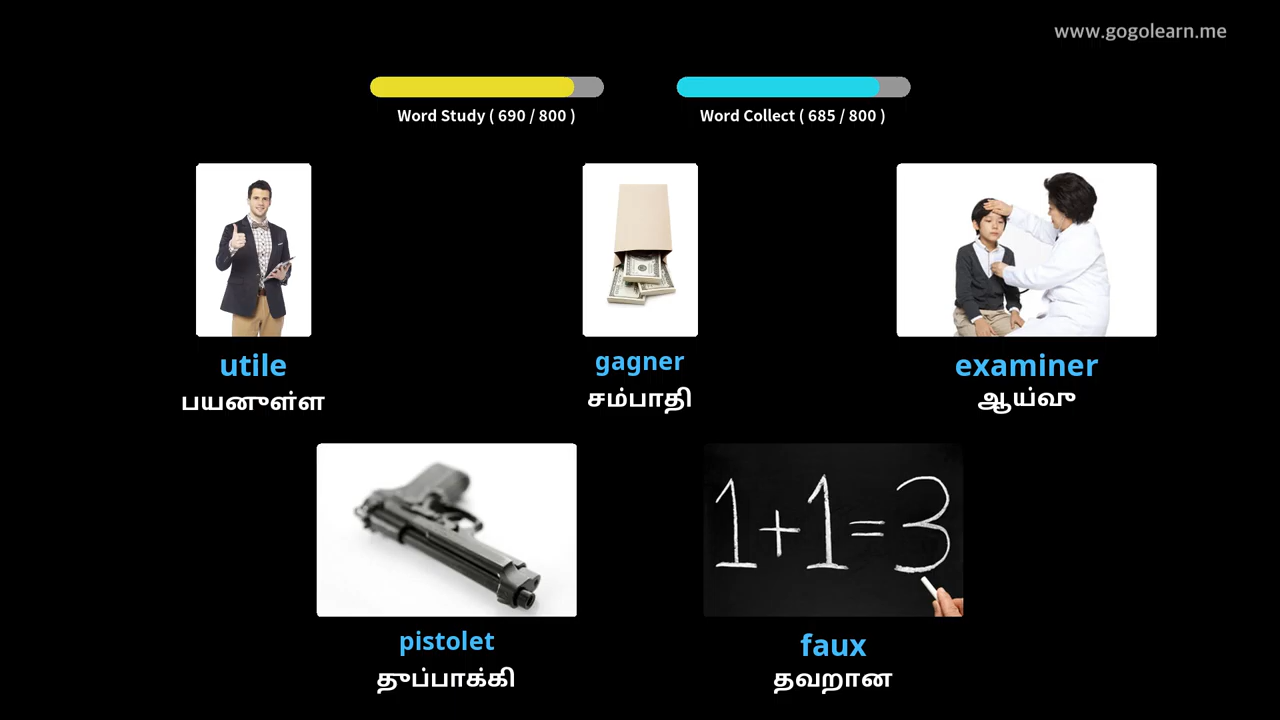 www.gogolearn.me
Word Study ( 690 / 800 )
Word Collect ( 685 / 800 )
utile
பயனுள்ள
gagner
சம்பாதி
examiner
ஆய்வு
1+1=3
pistolet
துப்பாக்கி
faux
தவறான